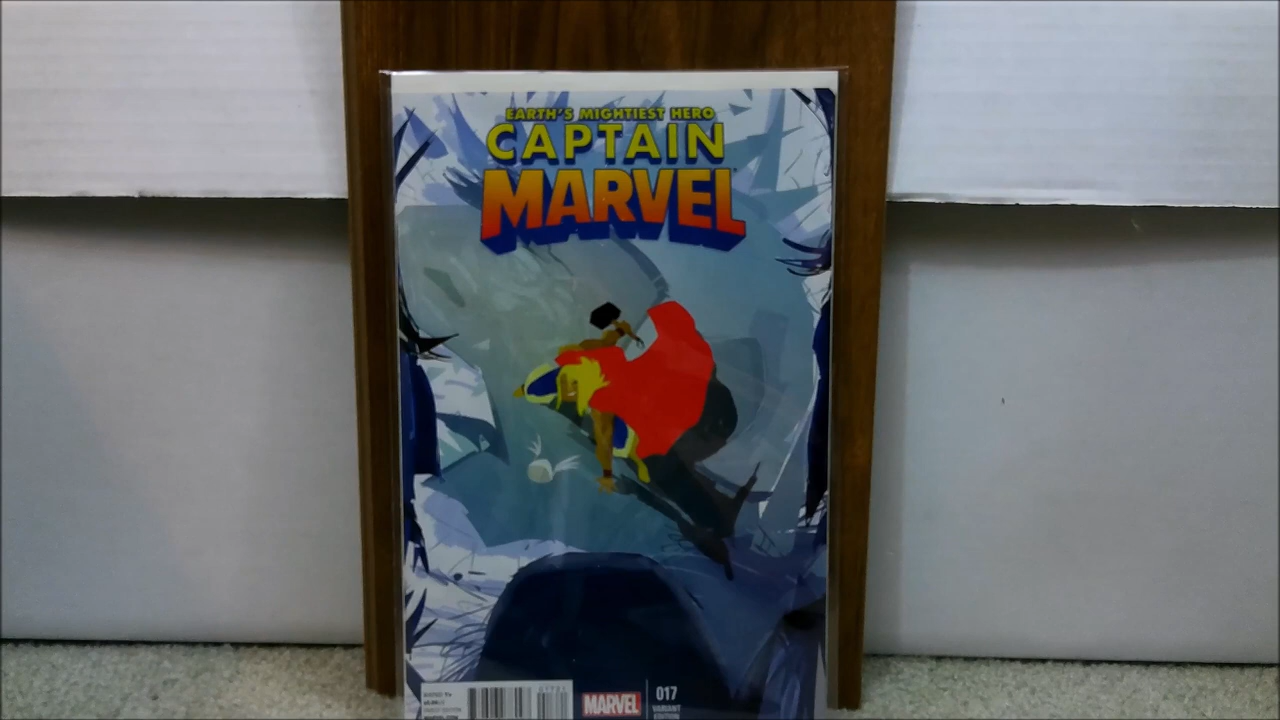 EARTH'S MIGHTIEST HERO
CAPTAIN
MARVEL
MARVEL
017
VARIANT
EDITION